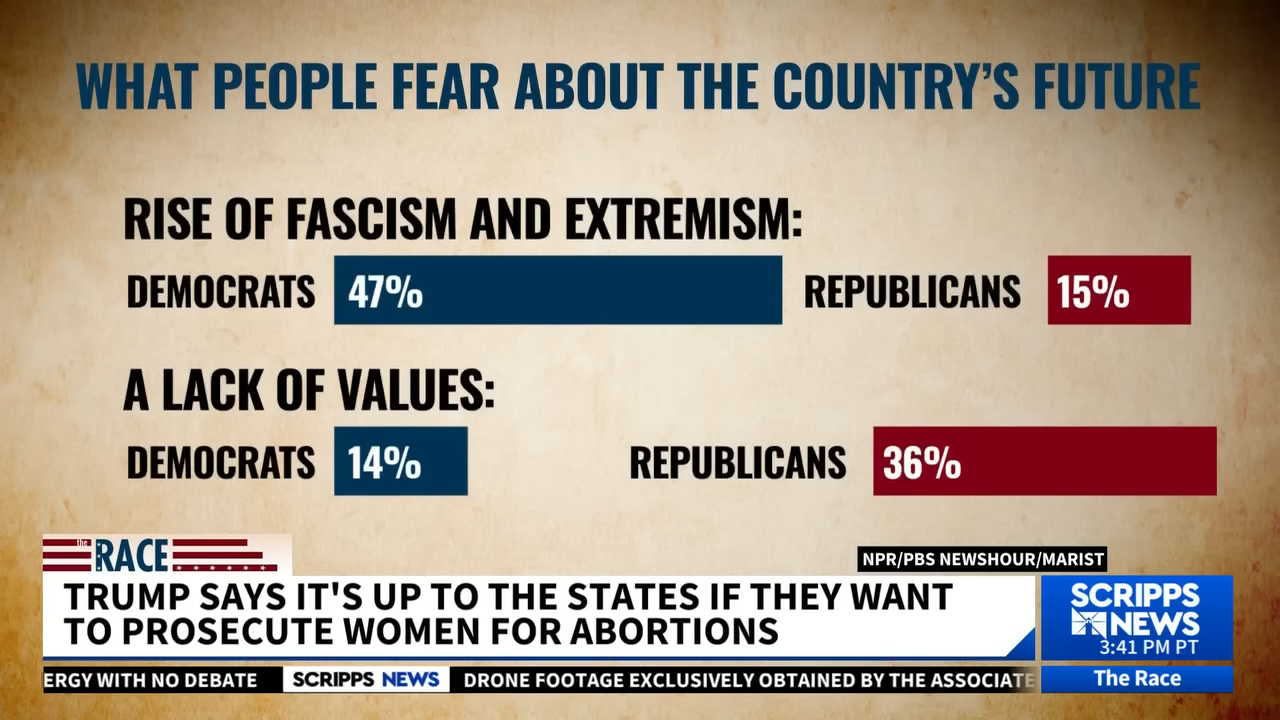 WHAT PEOPLE FEAR ABOUT THE COUNTRY'S FUTURE
RISE OF FASCISM AND EXTREMISM:
DEMOCRATS 47% REPUBLICANS 15%
A LACK OF VALUES:
DEMOCRATS 14% REPUBLICANS 36%
the RACE
NPR/PBS NEWSHOUR/MARIST
TRUMP SAYS IT'S UP TO THE STATES IF THEY WANT
TO PROSECUTE WOMEN FOR ABORTIONS
SCRIPPS
NEWS
3:41 PM PT
ERGY WITH NO DEBATE SCRIPPS NEWS DRONE FOOTAGE EXCLUSIVELY OBTAINED BY THE ASSOCIATE
The Race